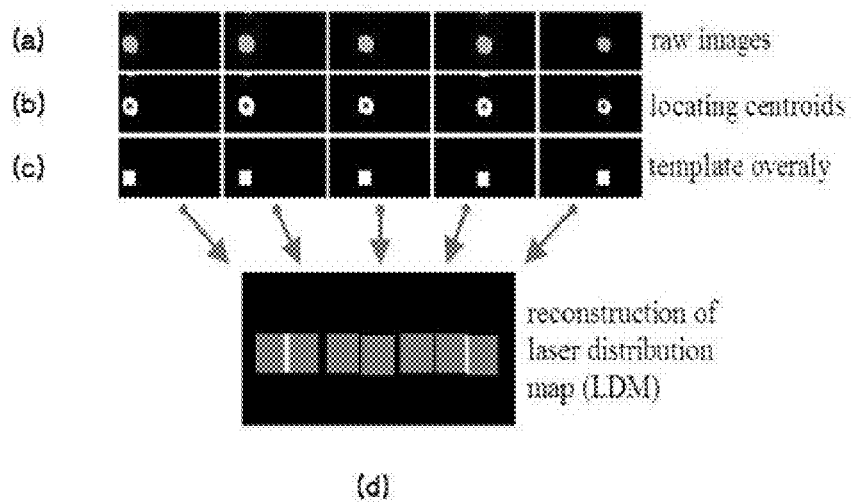 (a) raw images
(b) locating centroids
(c) template overaly
reconstruction of
laser distribution
map (LDM)
(d)